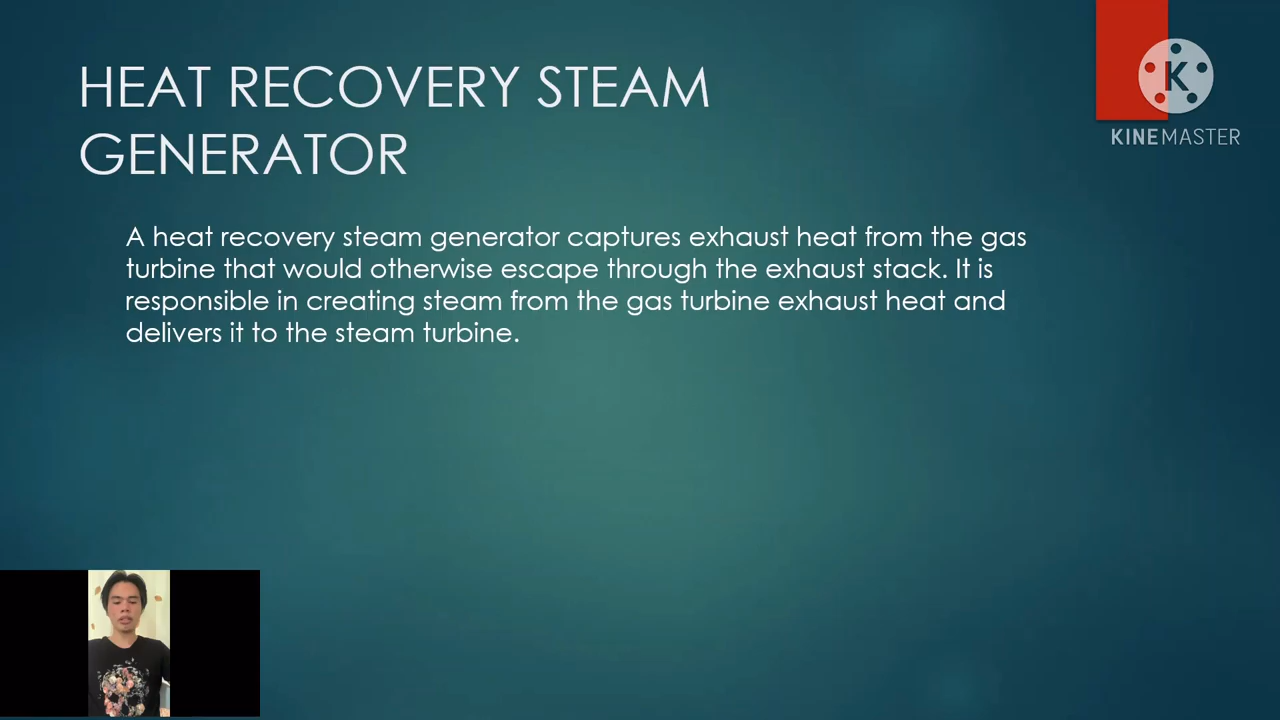 HEAT RECOVERY STEAM
GENERATOR
K
KINEMASTER
A heat recovery steam generator captures exhaust heat from the gas
turbine that would otherwise escape through the exhaust stack. It is
responsible in creating steam from the gas turbine exhaust heat and
delivers it to the steam turbine.